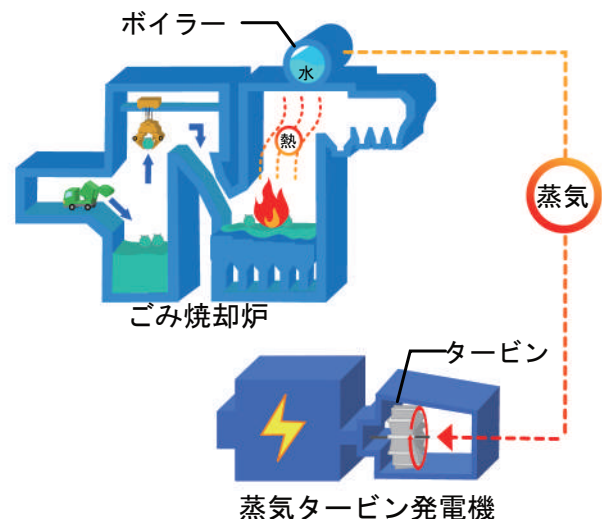 ボイラー
水
熱
蒸気
ごみ焼却炉
タービン
蒸気タービン発電機